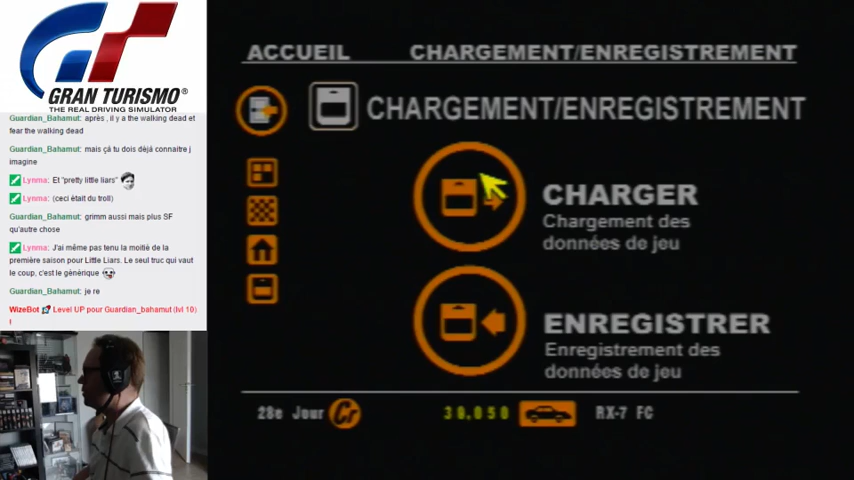 GRAN TURISMO®
THE REAL DRIVING SIMULATOR
Guardian_Bahamut: après , il y a the walking dead et
fear the walking dead
Guardian_Bahamut: mais çà tu dois dèjà connaitre j
imagine
Lynma: Et "pretty little liars"
Lynma: (ceci était du troll)
Guardian_Bahamut: grimm aussi mais plus SF
qu'autre chose
Lynma: J'ai même pas tenu la moitié de la
première saison pour Little Liars. Le seul truc qui vaut
le coup, c'est le générique
Guardian_Bahamut: je re
WizeBot Level UP pour Guardian_bahamut (lvl 10)
!
ACCUEIL CHARGEMENT/ENREGISTREMENT
CHARGEMENT/ENREGISTREMENT
CHARGER
Chargement des
données de jeu
ENREGISTRER
Enregistrement des
données de jeu
28e Jour Cr 30,050 RX-7 FC